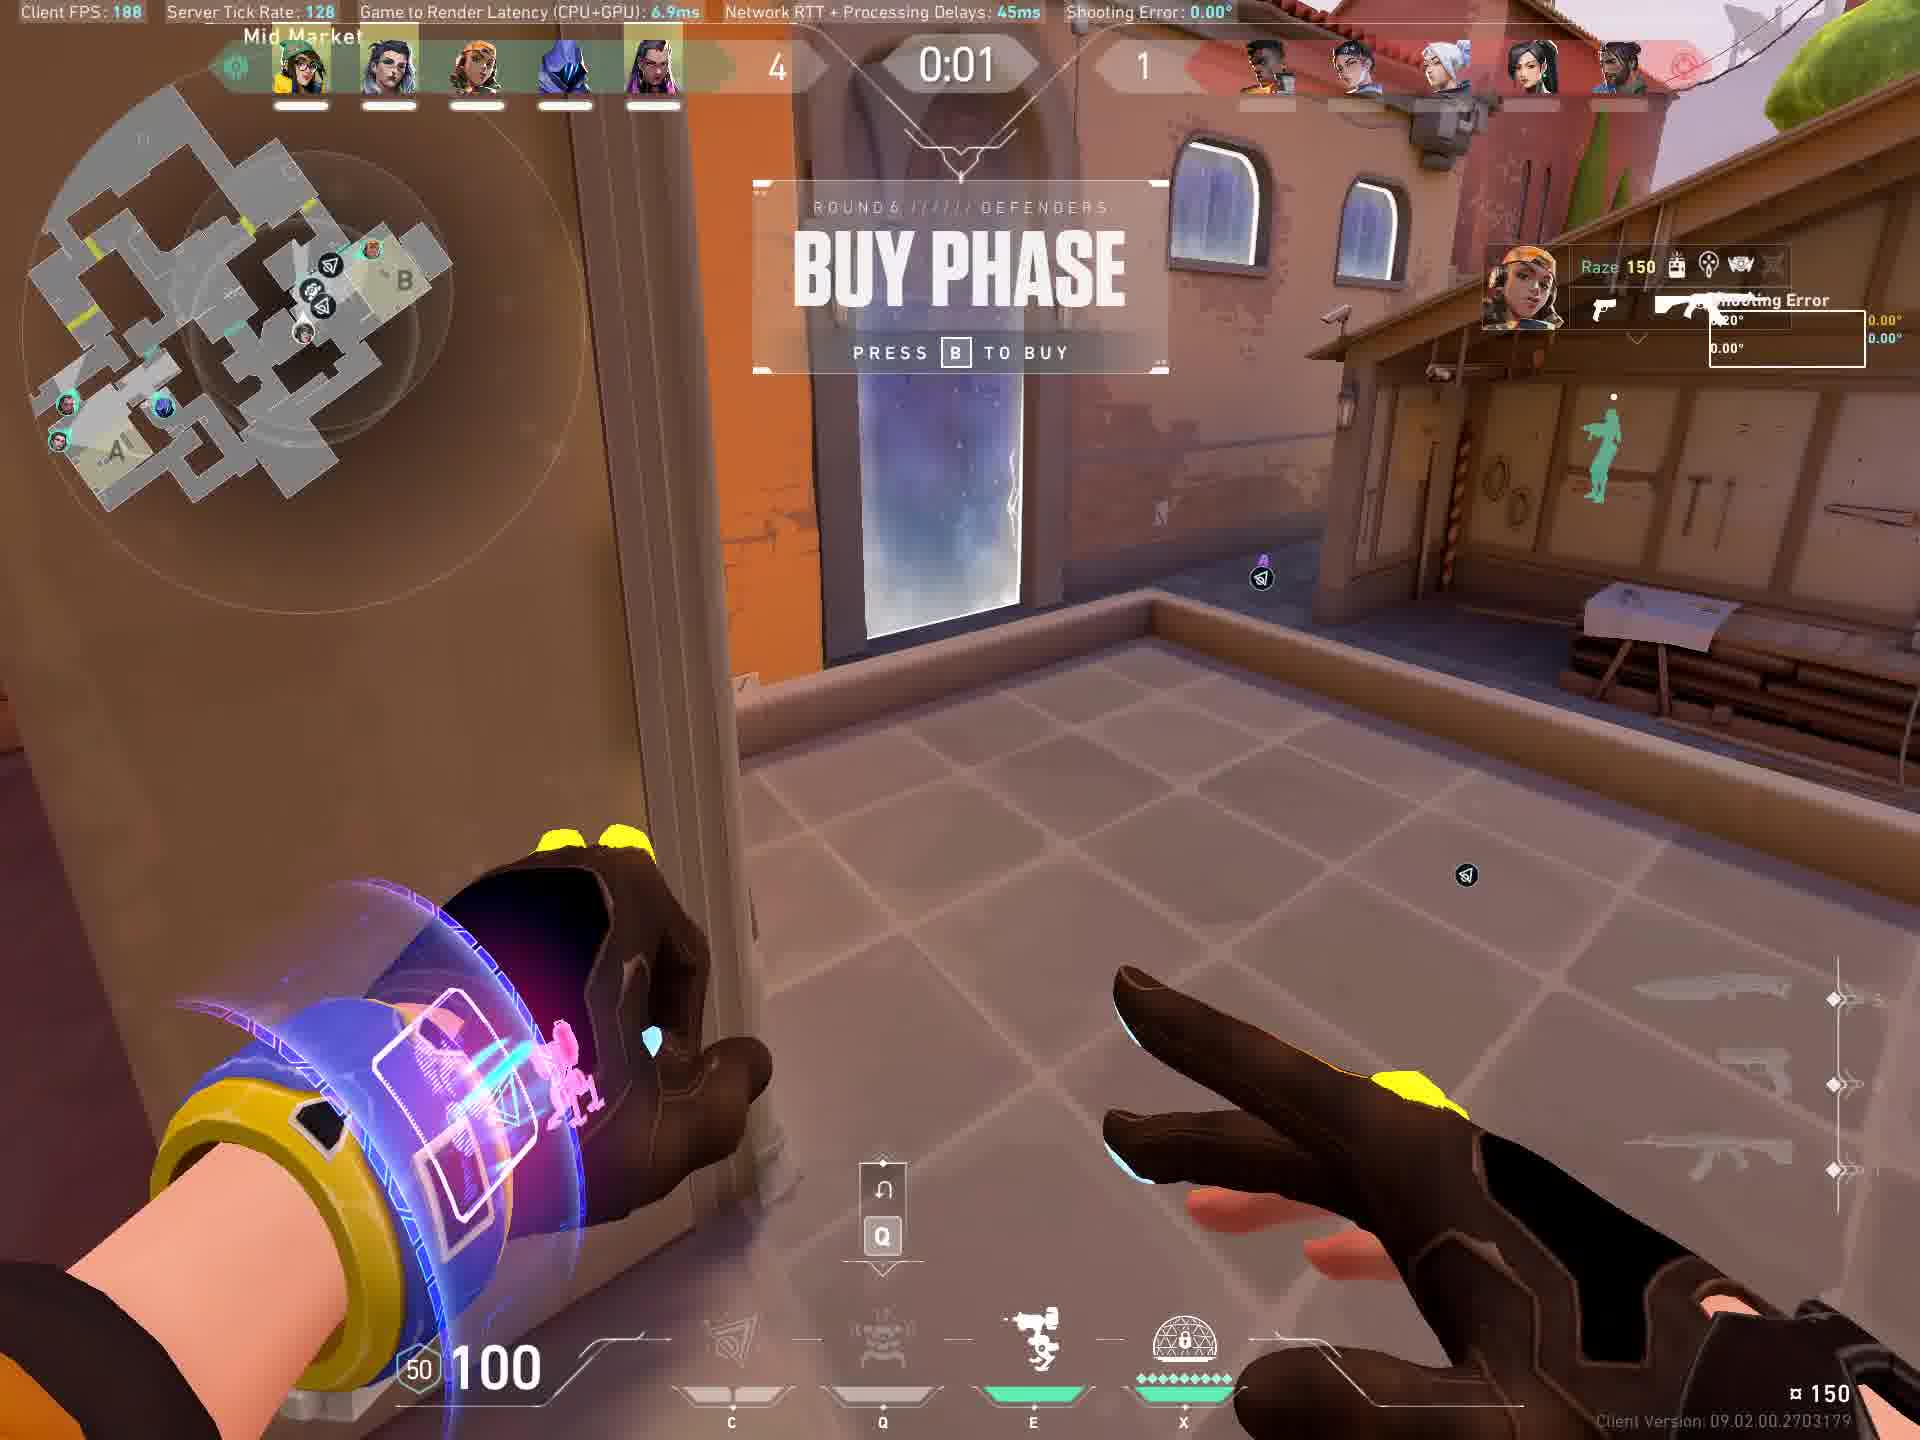 Client FPS: 188 Server Tick Rate: 128 Game to Render Latency (CPU+GPU): 6.9ms Network RTT + Processing Delays: 45ms Shooting Error: 0.00°
Mid Market
4 0:01 1
ROUND 6 ////// DEFENDERS
BUY PHASE
PRESS B TO BUY
B
A
Raze 150
Shooting Error
0.00°
0.00°
0.00°
Q
50 100
C Q E X
¤ 150
Client Version: 09.02.00.2703179